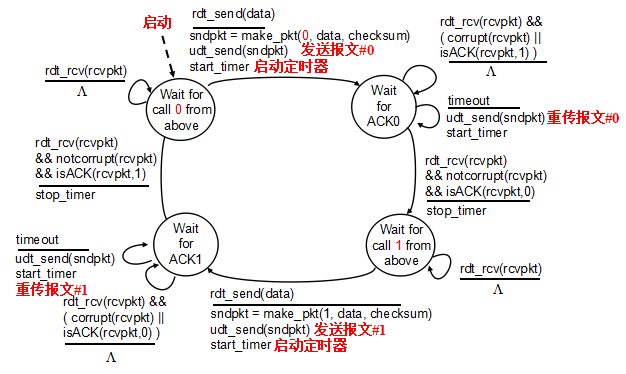 启动
rdt_send(data)
sndpkt = make_pkt(0, data, checksum)
udt_send(sndpkt) 发送报文#0
start_timer 启动定时器
rdt_rcv(rcvpkt) &&
( corrupt(rcvpkt) ||
isACK(rcvpkt,1) )
Λ
rdt_rcv(rcvpkt)
Λ
Wait for
call 0 from
above
Wait
for
ACK0
timeout
udt_send(sndpkt) 重传报文#0
start_timer
rdt_rcv(rcvpkt)
&& notcorrupt(rcvpkt)
&& isACK(rcvpkt,1)
stop_timer
rdt_rcv(rcvpkt)
&& notcorrupt(rcvpkt)
&& isACK(rcvpkt,0)
stop_timer
Wait
for
ACK1
Wait for
call 1 from
above
timeout
udt_send(sndpkt)
start_timer
重传报文#1
rdt_rcv(rcvpkt)
Λ
rdt_rcv(rcvpkt) &&
( corrupt(rcvpkt) ||
isACK(rcvpkt,0) )
Λ
rdt_send(data)
sndpkt = make_pkt(1, data, checksum)
udt_send(sndpkt) 发送报文#1
start_timer 启动定时器